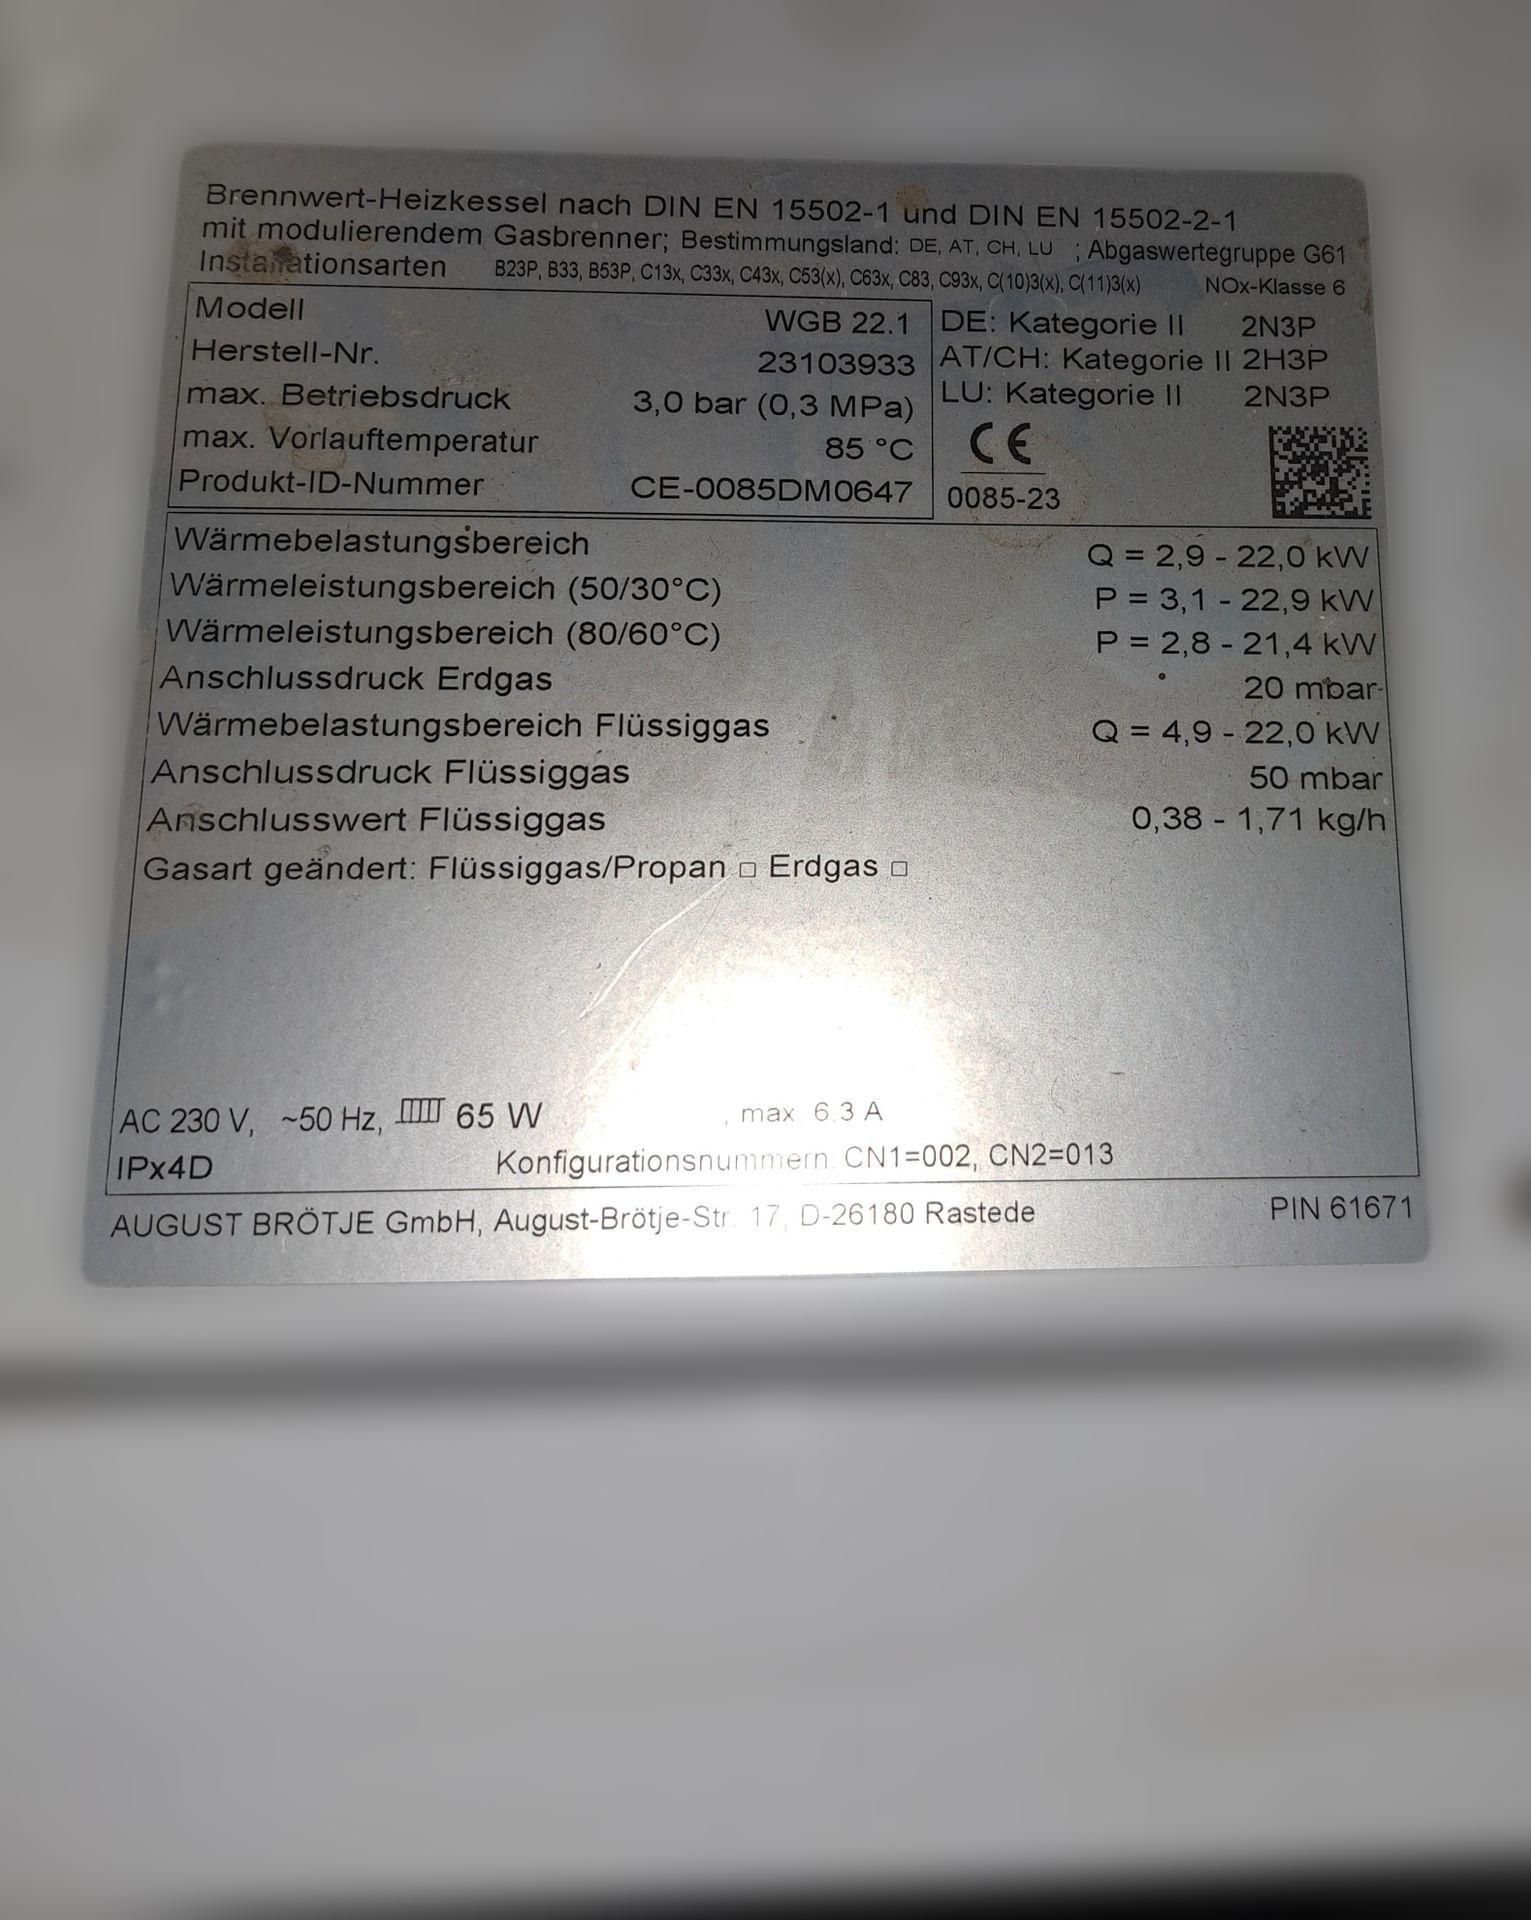 Brennwert-Heizkessel nach DIN EN 15502-1 und DIN EN 15502-2-1
mit modulierendem Gasbrenner; Bestimmungsland: DE, AT, CH, LU ; Abgaswertegruppe G61
Installationsarten B23P, B33, B53P, C13x, C33x, C43x, C53(x), C63x, C83, C93x, C(10)3(x), C(11)3(x) NOx-Klasse 6
Modell WGB 22.1
Herstell-Nr. 23103933
max. Betriebsdruck 3,0 bar (0,3 MPa)
max. Vorlauftemperatur 85 °C
Produkt-ID-Nummer CE-0085DM0647
DE: Kategorie II 2N3P
AT/CH: Kategorie II 2H3P
LU: Kategorie II 2N3P
CE
0085-23
Wärmebelastungsbereich Q = 2,9 - 22,0 kW
Wärmeleistungsbereich (50/30°C) P = 3,1 - 22,9 kW
Wärmeleistungsbereich (80/60°C) P = 2,8 - 21,4 kW
Anschlussdruck Erdgas 20 mbar
Wärmebelastungsbereich Flüssiggas Q = 4,9 - 22,0 kW
Anschlussdruck Flüssiggas 50 mbar
Anschlusswert Flüssiggas 0,38 - 1,71 kg/h
Gasart geändert: Flüssiggas/Propan □ Erdgas □
AC 230 V, ~50 Hz, 65 W , max 6.3 A
IPx4D Konfigurationsnummern CN1=002, CN2=013
AUGUST BRÖTJE GmbH, August-Brötje-Str. 17, D-26180 Rastede PIN 61671